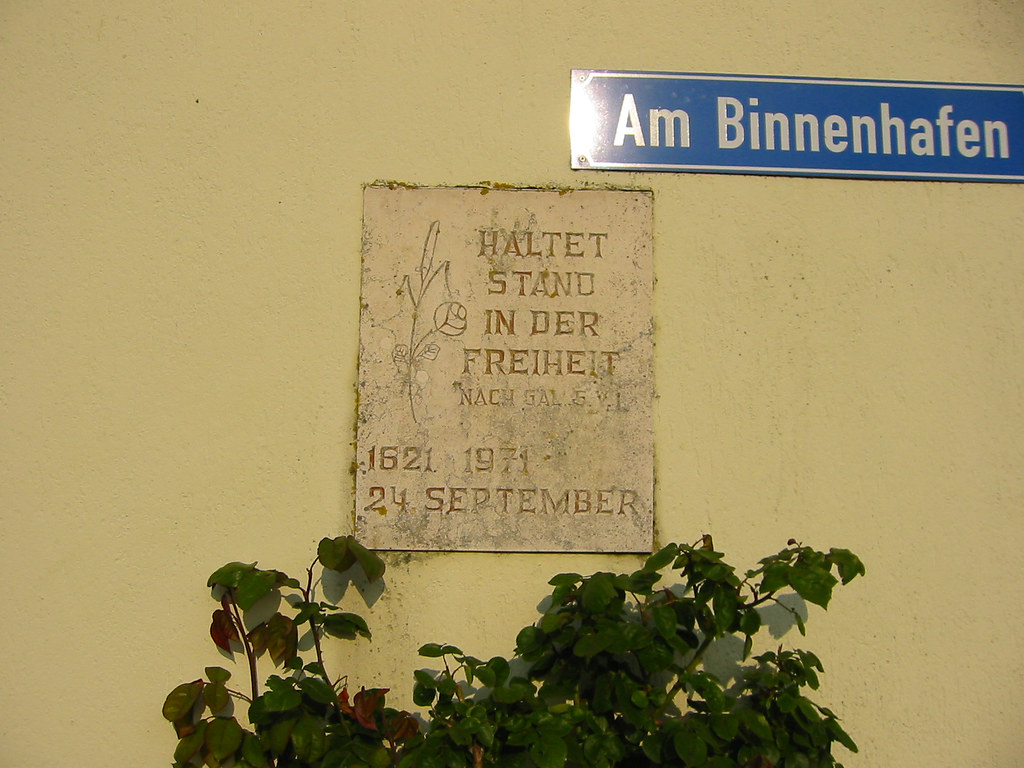 Am Binnenhafen
HALTET
STAND
IN DER
FREIHEIT
NACH GAL. 5. V. 1
1621 1971
24. SEPTEMBER